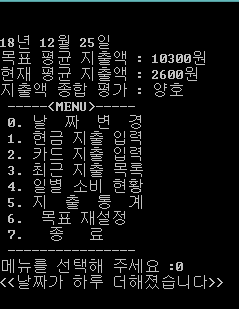 18년 12월 25일
목표 평균 지출액 : 10300원
현재 평균 지출액 : 2600원
지출액 종합 평가 : 양호
-----<MENU>-----
0. 날 짜 변 경
1. 현금 지출 입력
2. 카드 지출 입력
3. 최근 지출 목록
4. 일별 소비 현황
5. 지 출 통 계
6. 목표 재설정
7. 종 료
----------------
메뉴를 선택해 주세요 :0
<<날짜가 하루 더해졌습니다>>